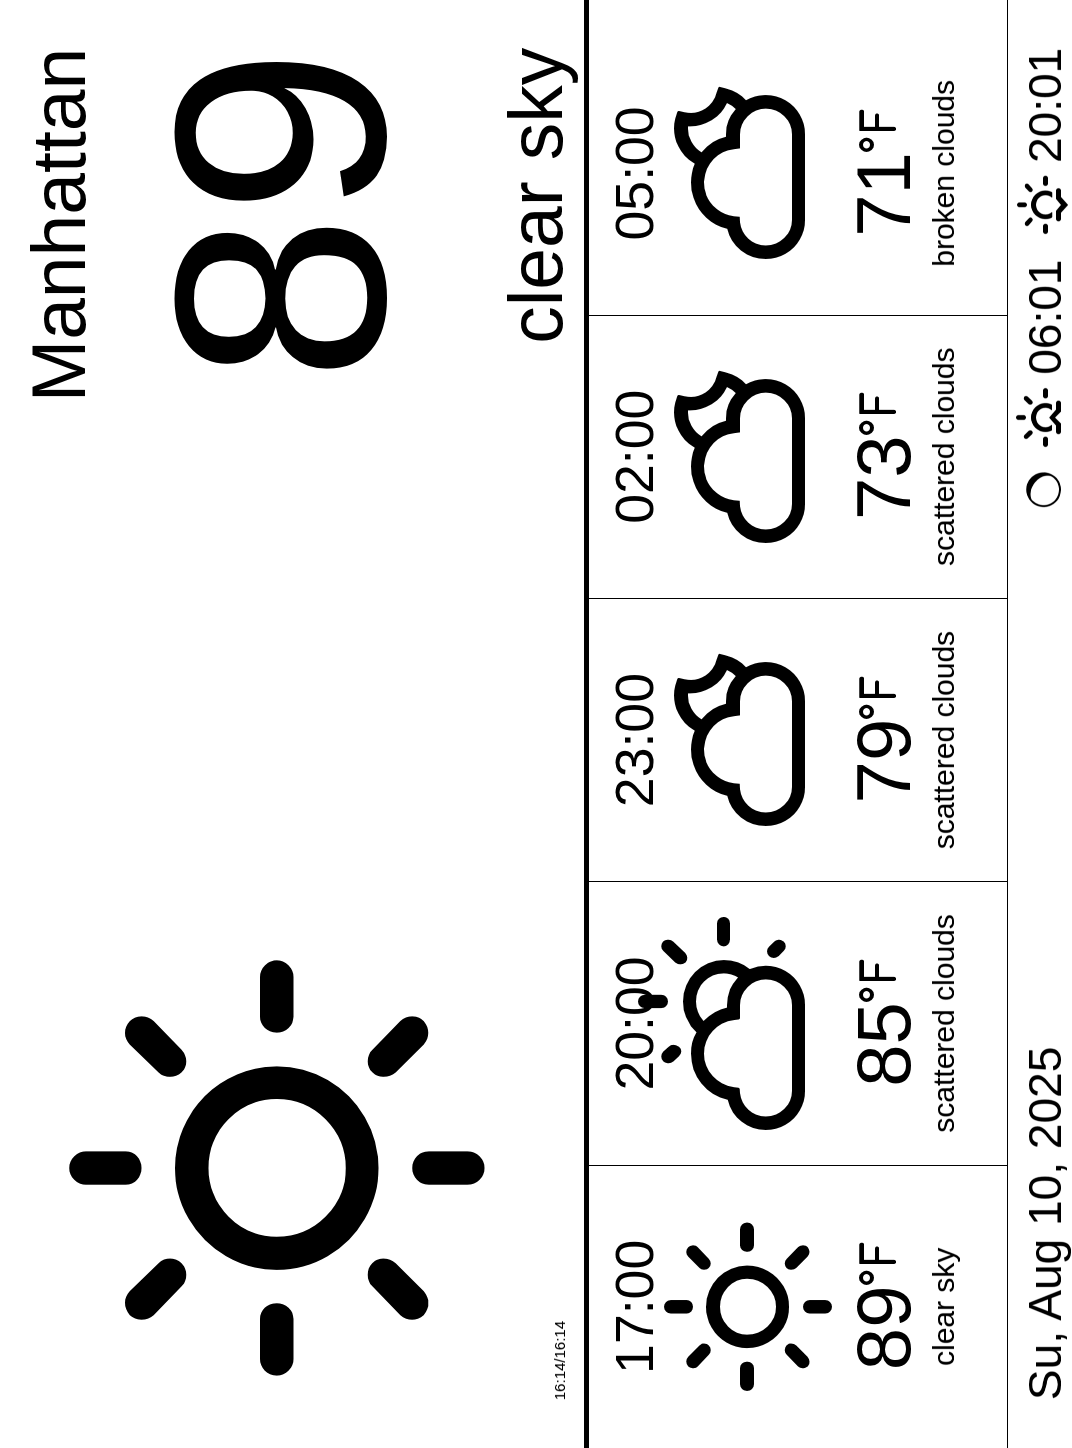 Manhattan
89
clear sky
16:14/16:14
17:00
89°F
clear sky
20:00
85°F
scattered clouds
23:00
79°F
scattered clouds
02:00
73°F
scattered clouds
05:00
71°F
broken clouds
Su, Aug 10, 2025
06:01
20:01